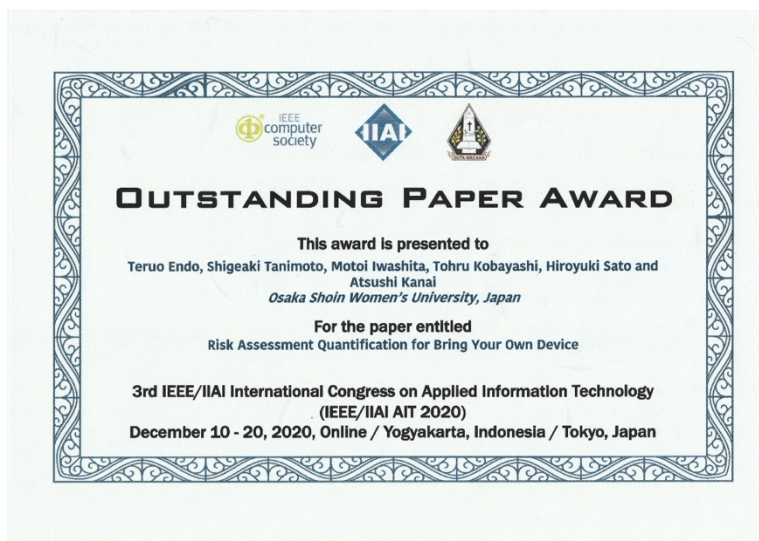 IEEE
computer
society
IIAI
DUTA WACANA
OUTSTANDING PAPER AWARD
This award is presented to
Teruo Endo, Shigeaki Tanimoto, Motoi Iwashita, Tohru Kobayashi, Hiroyuki Sato and
Atsushi Kanai
Osaka Shoin Women's University, Japan
For the paper entitled
Risk Assessment Quantification for Bring Your Own Device
3rd IEEE/IIAI International Congress on Applied Information Technology
(IEEE/IIAI AIT 2020)
December 10 - 20, 2020, Online / Yogyakarta, Indonesia / Tokyo, Japan